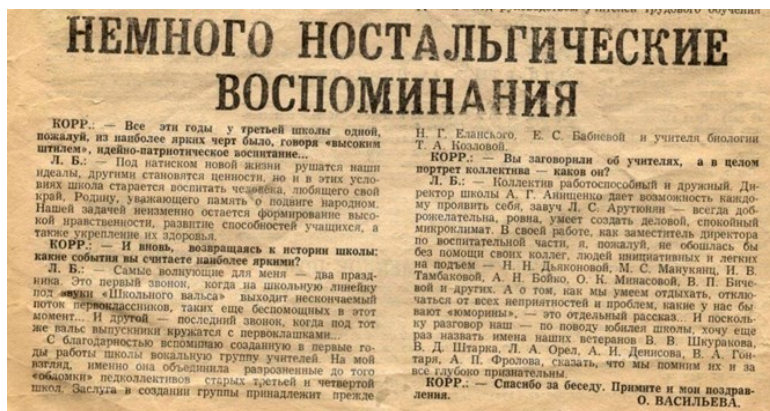 руководством учителей трудового обучения
НЕМНОГО НОСТАЛЬГИЧЕСКИЕ
ВОСПОМИНАНИЯ
КОРР.: — Все эти годы у третьей школы одной,
пожалуй, из наиболее ярких черт было, говоря «высоким
штилем», идейно-патриотическое воспитание...
Л. Б.: — Под натиском новой жизни рушатся наши
идеалы, другими становятся ценности, но и в этих усло-
виях школа старается воспитать человека, любящего свой
край, Родину, уважающего память о подвиге народном.
Нашей задачей неизменно остается формирование высо-
кой нравственности, развитие способностей учащихся, а
также укрепление их здоровья.
КОРР.: — И вновь, возвращаясь к истории школы:
какие события вы считаете наиболее яркими?
Л. Б.: — Самые волнующие для меня — два празд-
ника. Это первый звонок, когда на школьную линейку
под звуки «Школьного вальса» выходит нескончаемый
поток первоклассников, таких еще беспомощных в этот
момент... И другой — последний звонок, когда под тот
же вальс выпускники кружатся с первоклашками...
С благодарностью вспоминаю созданную в первые го-
ды работы школы вокальную группу учителей. На мой
взгляд, именно она объединила разрозненные до того
«обломки» педколлективов старых третьей и четвертой
школ. Заслуга в создании группы принадлежит прежде
Н. Г. Еланского, Е. С. Бабиевой и учителя биологии
Т. А. Козловой.
КОРР.: — Вы заговорили об учителях, а в целом
портрет коллектива — каков он?
Л. Б.: — Коллектив работоспособный и дружный. Ди-
ректор школы А. Г. Анищенко дает возможность каждо-
му проявить себя, завуч Л. С. Арутюнян — всегда доб-
рожелательна, ровна, умеет создать деловой, спокойный
микроклимат. В своей работе, как заместитель директора
по воспитательной части, я, пожалуй, не обошлась бы
без помощи своих коллег, людей инициативных и легких
на подъем — Н. Н. Дьяконовой, М. С. Манукянц, И. В.
Тамбаковой, А. Н. Бойко, О. К. Минасовой, В. П. Биче-
вой и других. А о том, как мы умеем отдыхать, отклю-
чаться от всех неприятностей и проблем, какие у нас бы-
вают «юморины», — это отдельный рассказ... И посколь-
ку разговор наш — по поводу юбилея школы, хочу еще
раз назвать имена наших ветеранов В. В. Шкуракова,
В. Д. Штарка, Л. А. Орел, А. И. Денисова, В. А. Гон-
таря, А. П. Фролова, сказать, что мы помним их и за
все глубоко признательны.
КОРР.: — Спасибо за беседу. Примите и мои поздрав-
ления.
О. ВАСИЛЬЕВА.